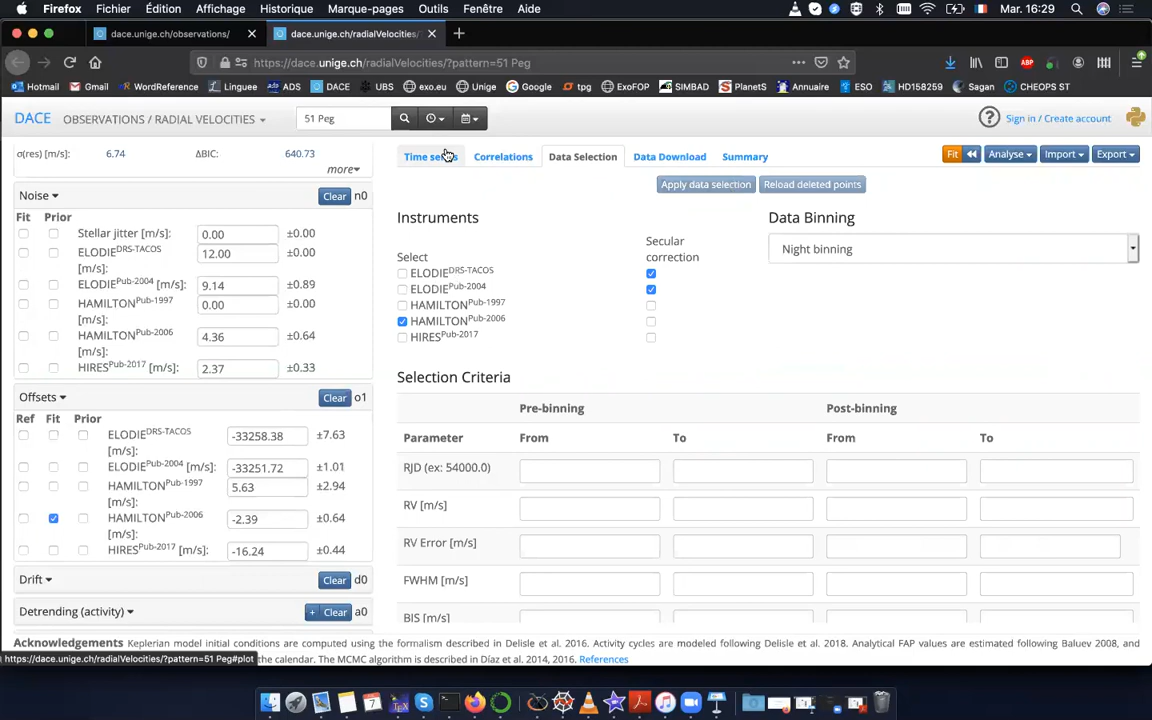 Firefox Fichier Édition Affichage Historique Marque-pages Outils Fenêtre Aide Mar. 16:29
dace.unige.ch/observations/ dace.unige.ch/radialVelocities/
https://dace.unige.ch/radialVelocities/?pattern=51 Peg
Hotmail Gmail WordReference Linguee ADS DACE UBS exo.eu Unige Google tpg ExoFOP SIMBAD PlanetS Annuaire ESO HD158259 Sagan CHEOPS ST
DACE OBSERVATIONS / RADIAL VELOCITIES 51 Peg Sign in / Create account
Time series Correlations Data Selection Data Download Summary Fit Analyse Import Export
σ(res) [m/s]: 6.74 ΔBIC: 640.73
more
Apply data selection Reload deleted points
Noise Clear n0
Fit Prior
Stellar jitter [m/s]: 0.00 ±0.00
ELODIE DRS-TACOS [m/s]: 12.00 ±0.00
ELODIE Pub-2004 [m/s]: 9.14 ±0.89
HAMILTON Pub-1997 [m/s]: 0.00 ±0.00
HAMILTON Pub-2006 [m/s]: 4.36 ±0.64
HIRES Pub-2017 [m/s]: 2.37 ±0.33
Offsets Clear o1
Ref Fit Prior
ELODIE DRS-TACOS [m/s]: -33258.38 ±7.63
ELODIE Pub-2004 [m/s]: -33251.72 ±1.01
HAMILTON Pub-1997 [m/s]: 5.63 ±2.94
HAMILTON Pub-2006 [m/s]: -2.39 ±0.64
HIRES Pub-2017 [m/s]: -16.24 ±0.44
Drift Clear d0
Detrending (activity) + Clear a0
Instruments
Select Secular correction
ELODIE DRS-TACOS
ELODIE Pub-2004
HAMILTON Pub-1997
HAMILTON Pub-2006
HIRES Pub-2017
Data Binning
Night binning
Selection Criteria
Pre-binning Post-binning
Parameter From To From To
RJD (ex: 54000.0)
RV [m/s]
RV Error [m/s]
FWHM [m/s]
BIS [m/s]
Acknowledgements Keplerian model initial conditions are computed using the formalism described in Delisle et al. 2016. Activity cycles are modeled following Delisle et al. 2018. Analytical FAP values are estimated following Baluev 2008, and
https://dace.unige.ch/radialVelocities/?pattern=51 Peg#plot the calendar. The MCMC algorithm is described in Díaz et al. 2014, 2016. References